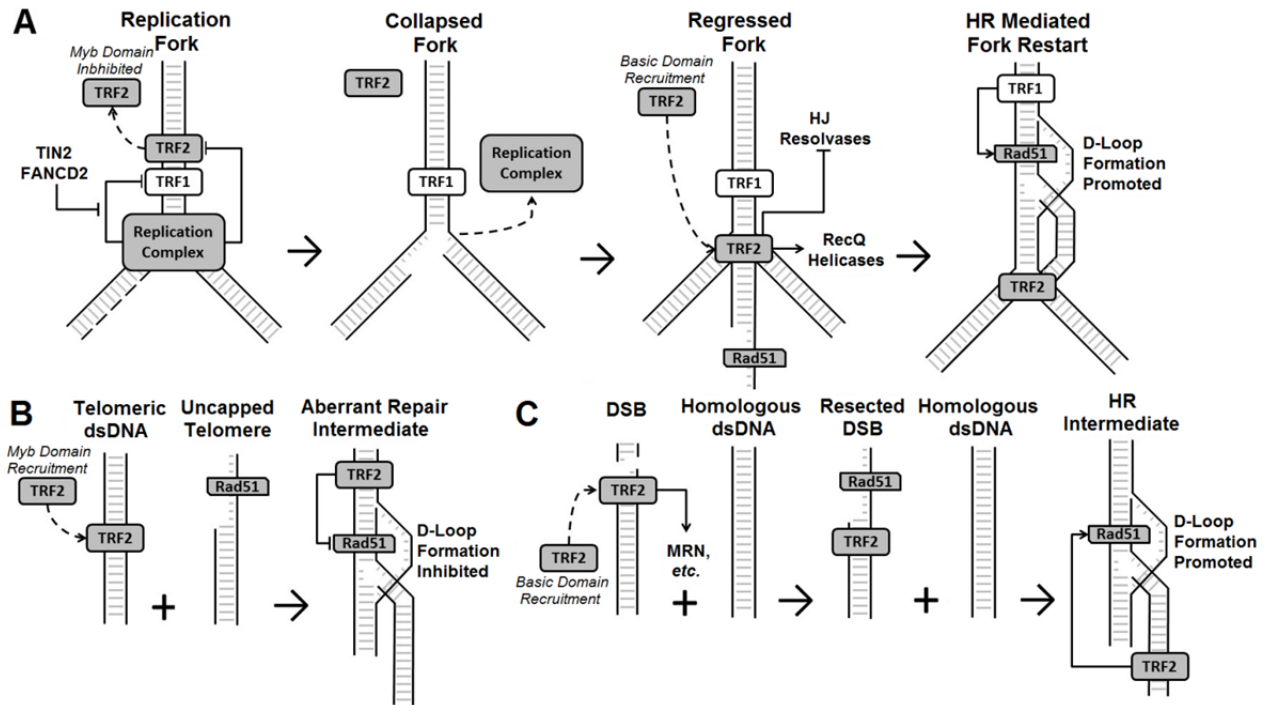 A
Replication
Fork
Myb Domain
Inbhibited
TRF2
TRF2
TIN2
FANCD2
TRF1
Replication
Complex
Collapsed
Fork
TRF2
Replication
Complex
TRF1
Regressed
Fork
Basic Domain
Recruitment
TRF2
HJ
Resolvases
TRF1
TRF2
RecQ
Helicases
Rad51
HR Mediated
Fork Restart
TRF1
Rad51
D-Loop
Formation
Promoted
TRF2
B
Telomeric
dsDNA
Myb Domain
Recruitment
TRF2
TRF2
+
Uncapped
Telomere
Rad51
Aberrant Repair
Intermediate
TRF2
Rad51
D-Loop
Formation
Inhibited
C
DSB
TRF2
TRF2
Basic Domain
Recruitment
MRN,
etc.
+
Homologous
dsDNA
Resected
DSB
Rad51
TRF2
+
Homologous
dsDNA
HR
Intermediate
Rad51
D-Loop
Formation
Promoted
TRF2